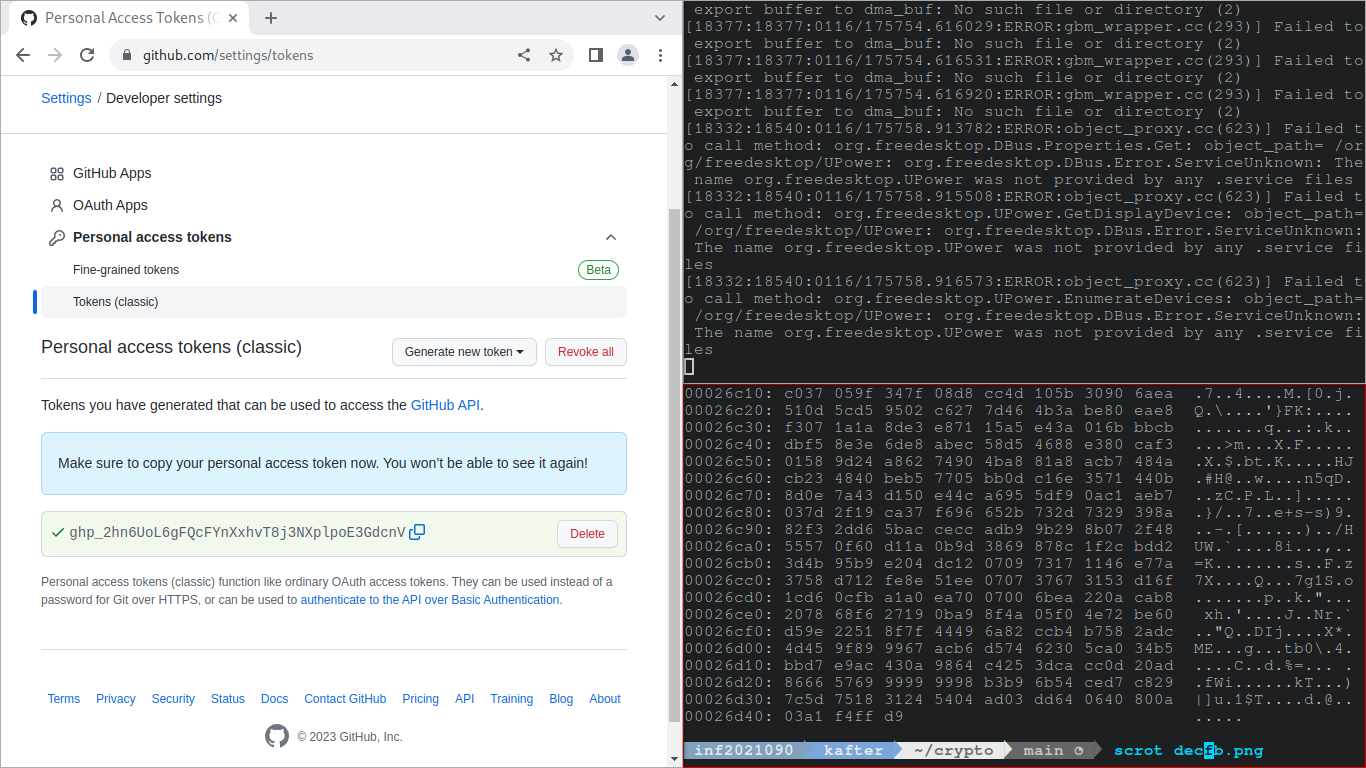 Personal Access Tokens (C
github.com/settings/tokens
Settings / Developer settings
GitHub Apps
OAuth Apps
Personal access tokens
Fine-grained tokens Beta
Tokens (classic)
Personal access tokens (classic)
Generate new token
Revoke all
Tokens you have generated that can be used to access the GitHub API.
Make sure to copy your personal access token now. You won't be able to see it again!
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
Delete
Personal access tokens (classic) function like ordinary OAuth access tokens. They can be used instead of a
password for Git over HTTPS, or can be used to authenticate to the API over Basic Authentication.
Terms Privacy Security Status Docs Contact GitHub Pricing API Training Blog About
© 2023 GitHub, Inc.
export buffer to dma_buf: No such file or directory (2)
[18377:18377:0116/175754.616029:ERROR:gbm_wrapper.cc(293)] Failed to
export buffer to dma_buf: No such file or directory (2)
[18377:18377:0116/175754.616531:ERROR:gbm_wrapper.cc(293)] Failed to
export buffer to dma_buf: No such file or directory (2)
[18377:18377:0116/175754.616920:ERROR:gbm_wrapper.cc(293)] Failed to
export buffer to dma_buf: No such file or directory (2)
[18332:18540:0116/175758.913782:ERROR:object_proxy.cc(623)] Failed t
o call method: org.freedesktop.DBus.Properties.Get: object_path= /or
g/freedesktop/UPower: org.freedesktop.DBus.Error.ServiceUnknown: The
name org.freedesktop.UPower was not provided by any .service files
[18332:18540:0116/175758.915508:ERROR:object_proxy.cc(623)] Failed t
o call method: org.freedesktop.UPower.GetDisplayDevice: object_path=
/org/freedesktop/UPower: org.freedesktop.DBus.Error.ServiceUnknown:
The name org.freedesktop.UPower was not provided by any .service fi
les
[18332:18540:0116/175758.916573:ERROR:object_proxy.cc(623)] Failed t
o call method: org.freedesktop.UPower.EnumerateDevices: object_path=
/org/freedesktop/UPower: org.freedesktop.DBus.Error.ServiceUnknown:
The name org.freedesktop.UPower was not provided by any .service fi
les
00026c10: c037 059f 347f 08d8 cc4d 105b 3090 6aea .7..4....M.[0.j.
00026c20: 510d 5cd5 9502 c627 7d46 4b3a be80 eae8 Q.\....'}FK:....
00026c30: f307 1a1a 8de3 e871 15a5 e43a 016b bbcb .......q...:.k..
00026c40: dbf5 8e3e 6de8 abec 58d5 4688 e380 caf3 ...>m...X.F.....
00026c50: 0158 9d24 a862 7490 4ba8 81a8 acb7 484a .X.$.bt.K.....HJ
00026c60: cb23 4840 beb5 7705 bb0d c16e 3571 440b .#H@..w....n5qD.
00026c70: 8d0e 7a43 d150 e44c a695 5df9 0ac1 aeb7 ..zC.P.L..].....
00026c80: 037d 2f19 ca37 f696 652b 732d 7329 398a .}/..7..e+s-s)9.
00026c90: 82f3 2dd6 5bac cecc adb9 9b29 8b07 2f48 ..-.[......)../H
00026ca0: 5557 0f60 d11a 0b9d 3869 878c 1f2c bdd2 UW.`....8i...,..
00026cb0: 3d4b 95b9 e204 dc12 0709 7317 1146 e77a =K........s..F.z
00026cc0: 3758 d712 fe8e 51ee 0707 3767 3153 d16f 7X....Q...7g1S.o
00026cd0: 1cd6 0cfb a1a0 ea70 0700 6bea 220a cab8 .......p..k."...
00026ce0: 2078 68f6 2719 0ba9 8f4a 05f0 4e72 be60 xh.'....J..Nr.`
00026cf0: d59e 2251 8f7f 4449 6a82 ccb4 b758 2adc .."Q..DIj....X*.
00026d00: 4d45 9f89 9967 acb6 d574 6230 5ca0 34b5 ME...g...tb0\.4.
00026d10: bbd7 e9ac 430a 9864 c425 3dca cc0d 20ad ....C..d.%=... .
00026d20: 8666 5769 9999 9998 b3b9 6b54 ced7 c829 .fWi......kT...)
00026d30: 7c5d 7518 3124 5404 ad03 dd64 0640 800a |]u.1$T....d.@..
00026d40: 03a1 f4ff d9 .....
inf2021090 kafter ~/crypto main scrot decfb.png